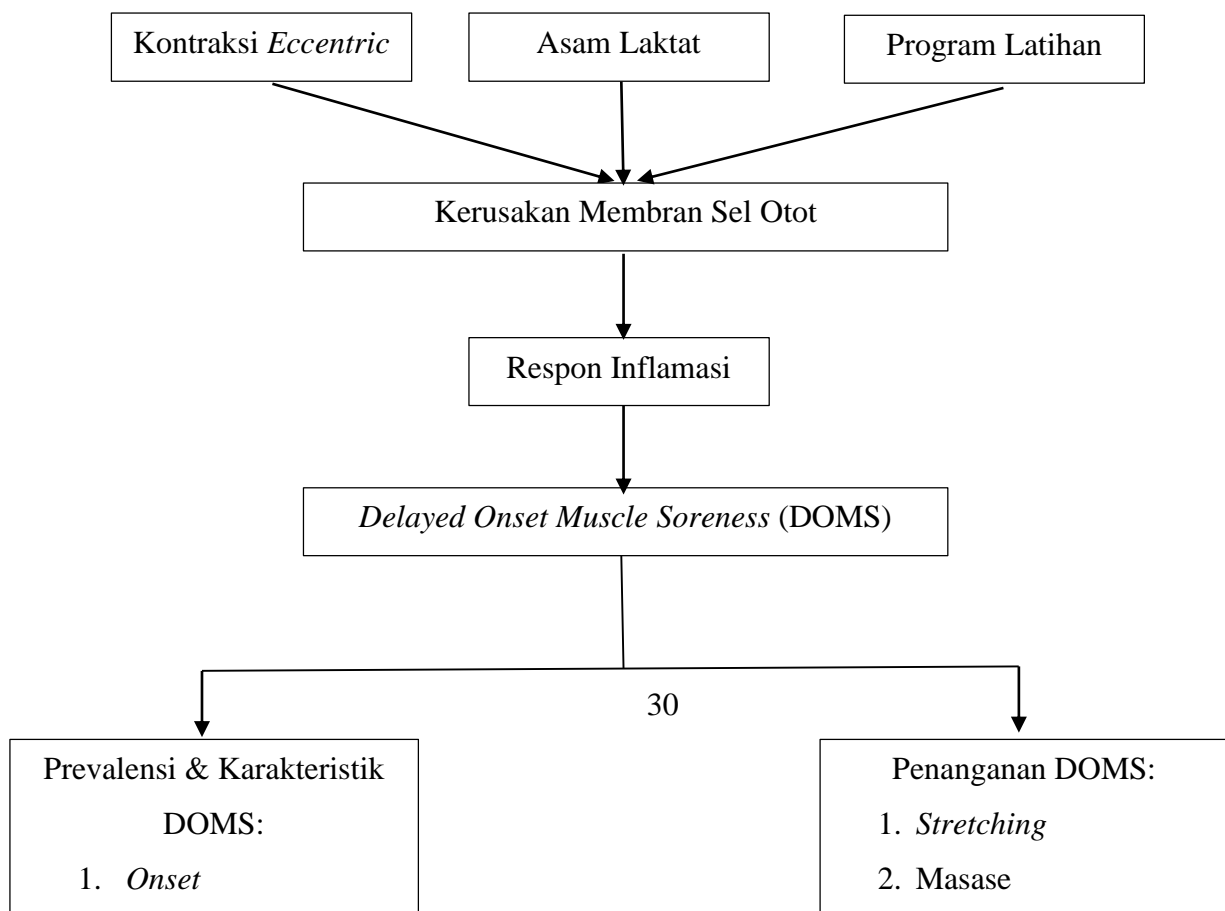 Kontraksi Eccentric
Asam Laktat
Program Latihan
Kerusakan Membran Sel Otot
Respon Inflamasi
Delayed Onset Muscle Soreness (DOMS)
30
Prevalensi & Karakteristik
DOMS:
1. Onset
Penanganan DOMS:
1. Stretching
2. Masase